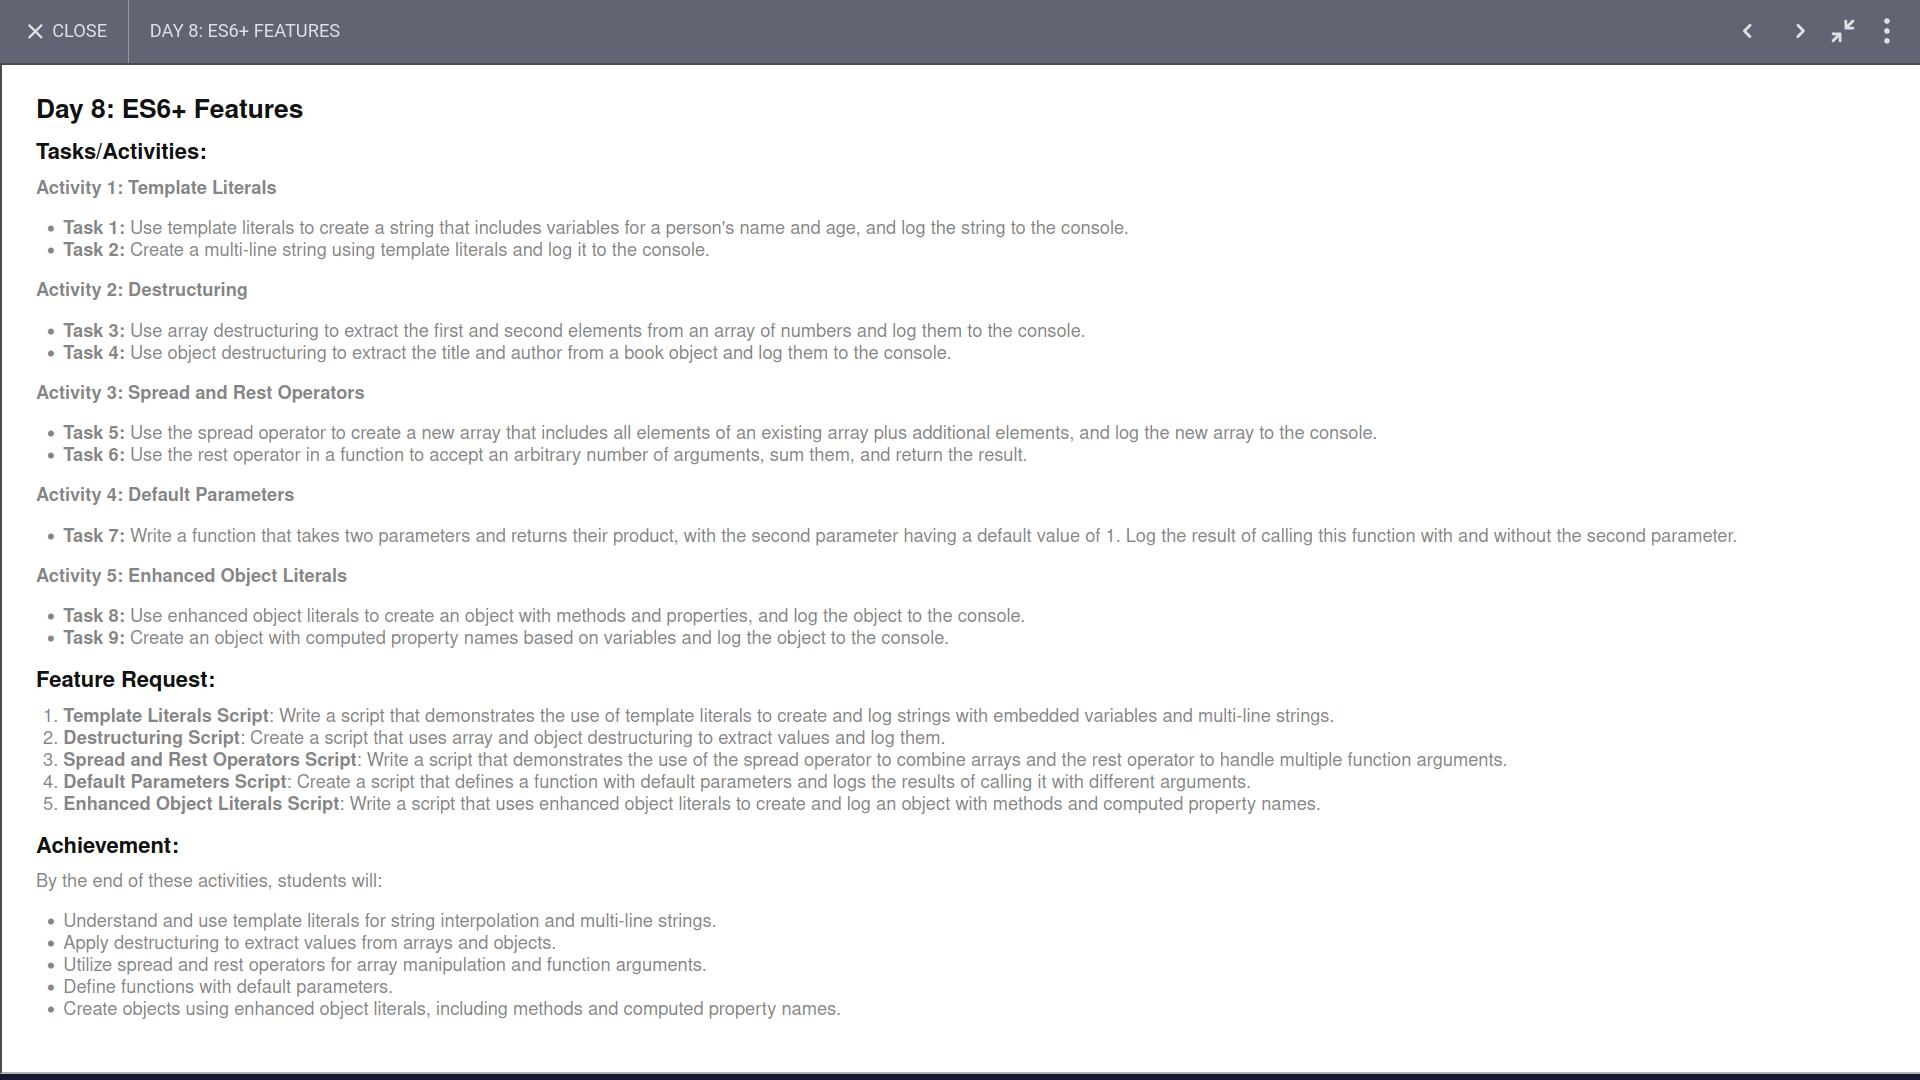 CLOSE
DAY 8: ES6+ FEATURES
Day 8: ES6+ Features
Tasks/Activities:
Activity 1: Template Literals
• Task 1: Use template literals to create a string that includes variables for a person's name and age, and log the string to the console.
• Task 2: Create a multi-line string using template literals and log it to the console.
Activity 2: Destructuring
• Task 3: Use array destructuring to extract the first and second elements from an array of numbers and log them to the console.
• Task 4: Use object destructuring to extract the title and author from a book object and log them to the console.
Activity 3: Spread and Rest Operators
• Task 5: Use the spread operator to create a new array that includes all elements of an existing array plus additional elements, and log the new array to the console.
• Task 6: Use the rest operator in a function to accept an arbitrary number of arguments, sum them, and return the result.
Activity 4: Default Parameters
• Task 7: Write a function that takes two parameters and returns their product, with the second parameter having a default value of 1. Log the result of calling this function with and without the second parameter.
Activity 5: Enhanced Object Literals
• Task 8: Use enhanced object literals to create an object with methods and properties, and log the object to the console.
• Task 9: Create an object with computed property names based on variables and log the object to the console.
Feature Request:
1. Template Literals Script: Write a script that demonstrates the use of template literals to create and log strings with embedded variables and multi-line strings.
2. Destructuring Script: Create a script that uses array and object destructuring to extract values and log them.
3. Spread and Rest Operators Script: Write a script that demonstrates the use of the spread operator to combine arrays and the rest operator to handle multiple function arguments.
4. Default Parameters Script: Create a script that defines a function with default parameters and logs the results of calling it with different arguments.
5. Enhanced Object Literals Script: Write a script that uses enhanced object literals to create and log an object with methods and computed property names.
Achievement:
By the end of these activities, students will:
• Understand and use template literals for string interpolation and multi-line strings.
• Apply destructuring to extract values from arrays and objects.
• Utilize spread and rest operators for array manipulation and function arguments.
• Define functions with default parameters.
• Create objects using enhanced object literals, including methods and computed property names.